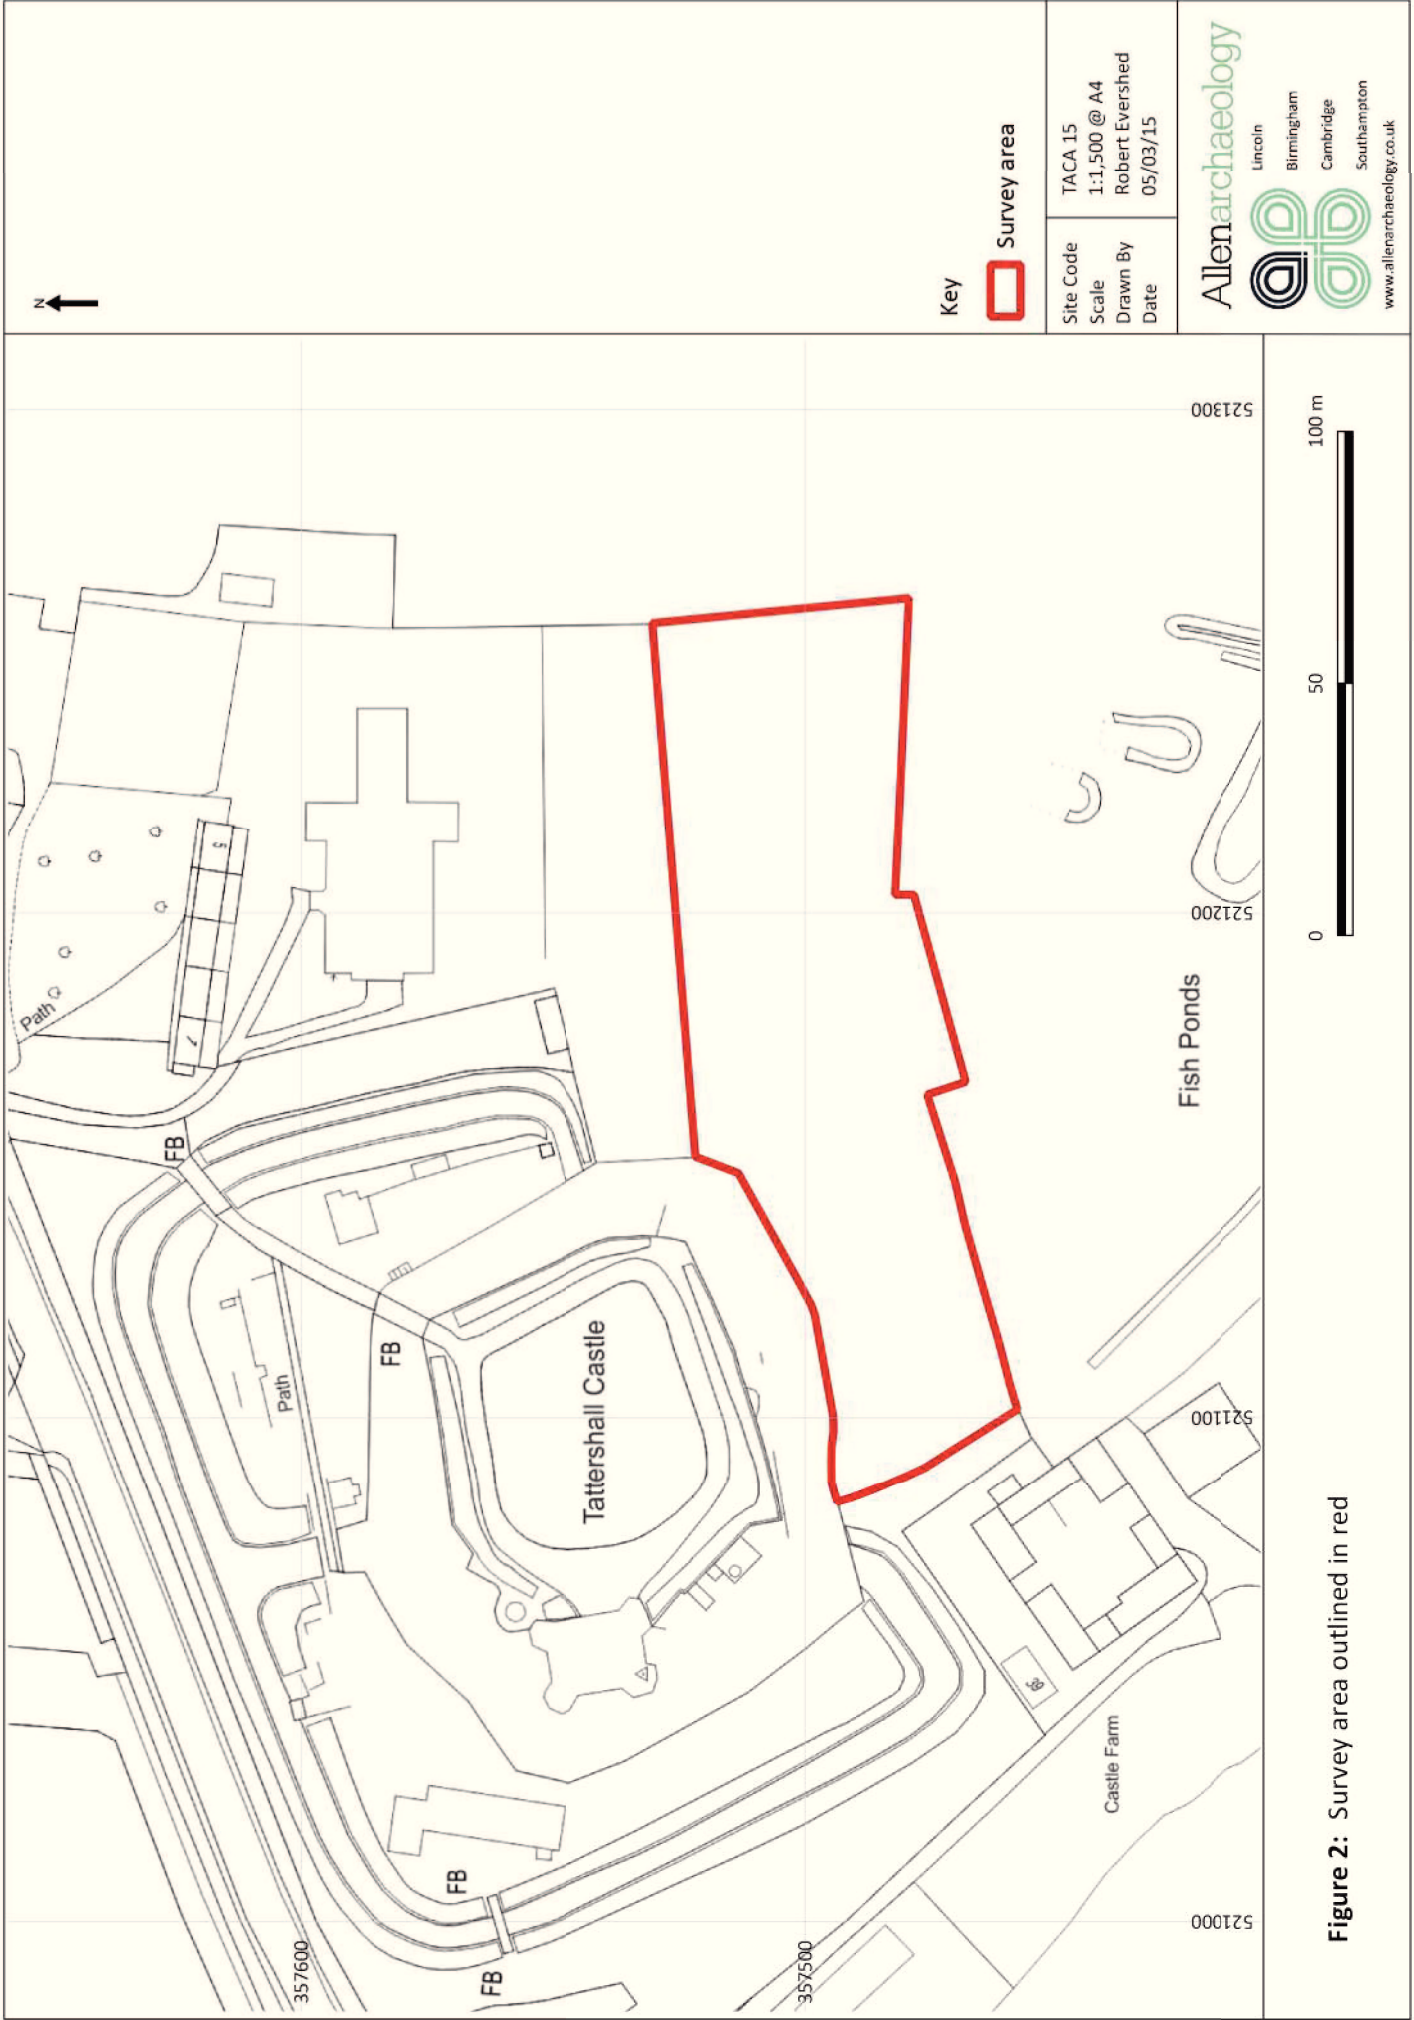 N
Path
5
7
FB
FB
Path
Tattershall Castle
FB
FB
Fish Ponds
Castle Farm
357600
357500
521000
521100
521200
521300
Key
Survey area
Site Code TACA 15
Scale 1:1,500 @ A4
Drawn By Robert Evershed
Date 05/03/15
Allenarchaeology
Lincoln
Birmingham
Cambridge
Southampton
www.allenarchaeology.co.uk
0 50 100 m
Figure 2: Survey area outlined in red